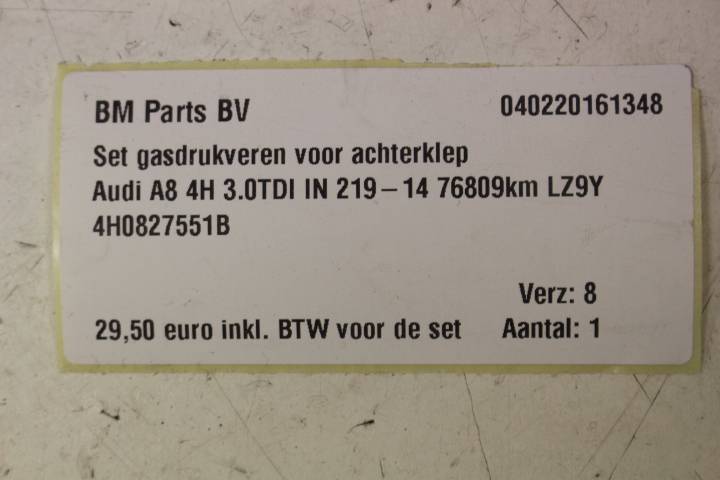 BM Parts BV 040220161348
Set gasdrukveren voor achterklep
Audi A8 4H 3.0TDI IN 219-14 76809km LZ9Y
4H0827551B
Verz: 8
29,50 euro inkl. BTW voor de set Aantal: 1